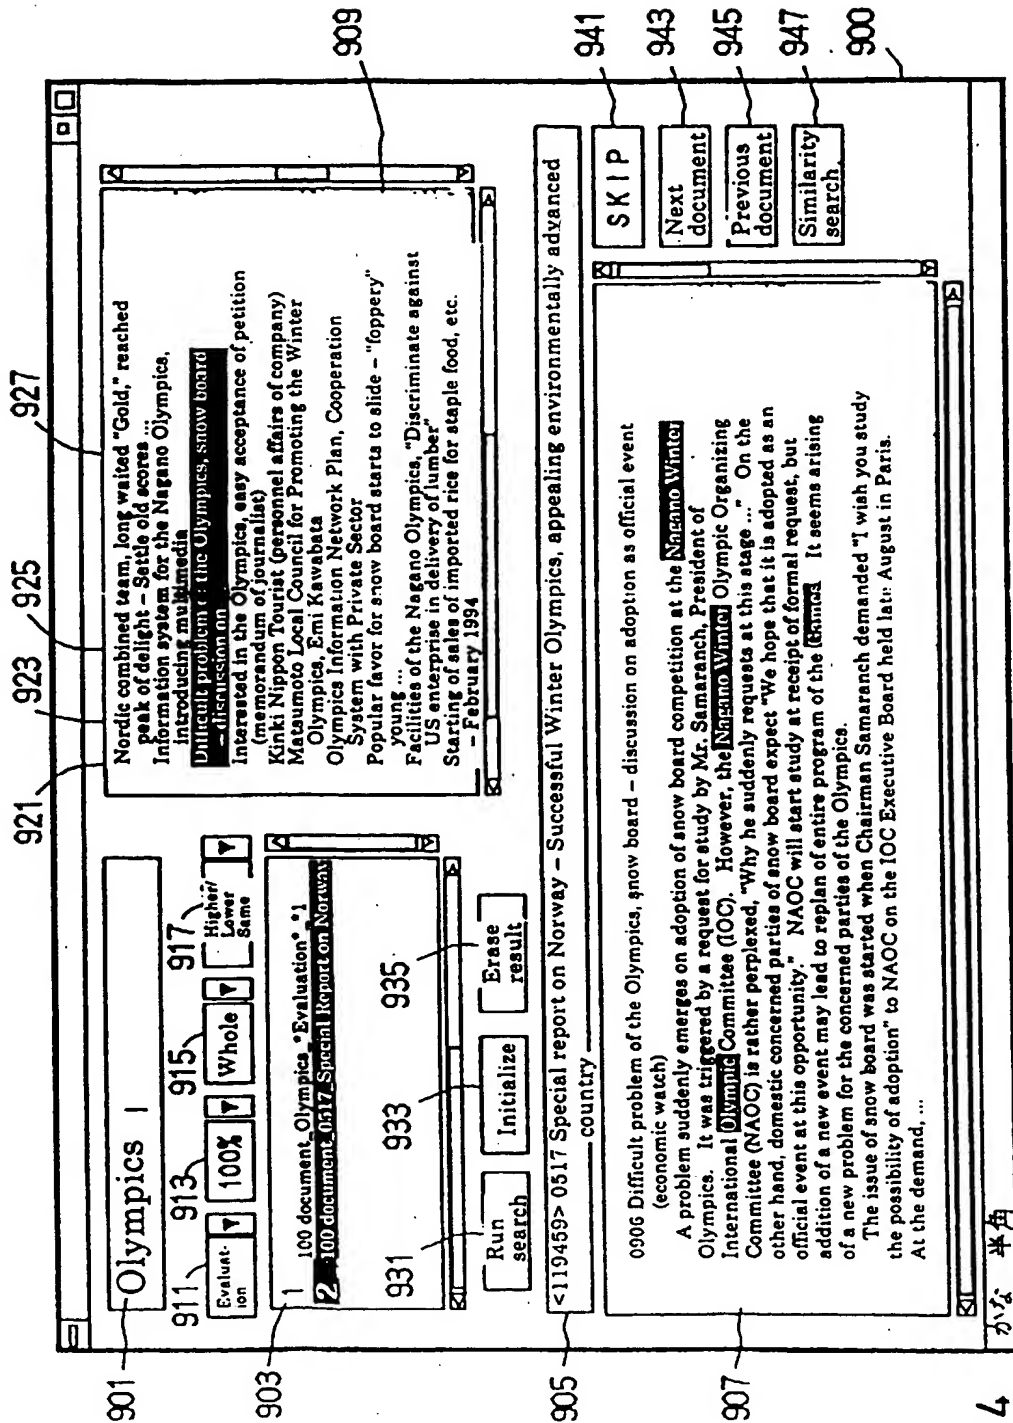 921
923
925
927
901
Olympics
911
Evaluat-
ion
913
100%
915
Whole
917
Higher/
Lower
Same
903
1 100 document_Olympics_*Evaluation* *1
2 100 document_0517 Special Report on Norway
931
Run
search
933
Initialize
935
Erase
result
Nordic combined team, long waited "Gold," reached
peak of delight – Settle old scores ...
Information system for the Nagano Olympics,
introducing multimedia
Difficult problem of the Olympics, snow board
– discussion on
Interested in the Olympics, easy acceptance of petition
(memorandum of journalist)
Kinki Nippon Tourist (personnel affairs of company)
Matsumoto Local Council for Promoting the Winter
Olympics, Emi Kawabata
Olympics Information Network Plan, Cooperation
System with Private Sector
Popular favor for snow board starts to slide – "foppery"
young ...
Facilities of the Nagano Olympics, "Discriminate against
US enterprise in delivery of lumber"
Starting of sales of imported rice for staple food, etc.
– February 1994
909
905
<119459> 0517 Special report on Norway – Successful Winter Olympics, appealing environmentally advanced
country
907
0906 Difficult problem of the Olympics, snow board – discussion on adoption as official event
(economic watch)
A problem suddenly emerges on adoption of snow board competition at the Nagano Winter
Olympics. It was triggered by a request for study by Mr. Samaranch, President of
International Olympic Committee (IOC). However, the Nagano Winter Olympic Organizing
Committee (NAOC) is rather perplexed, "Why he suddenly requests at this stage ..." On the
other hand, domestic concerned parties of snow board expect "We hope that it is adopted as an
official event at this opportunity." NAOC will start study at receipt of formal request, but
addition of a new event may lead to replan of entire program of the It seems arising
of a new problem for the concerned parties of the Olympics.
The issue of snow board was started when Chairman Samaranch demanded "I wish you study
the possibility of adoption" to NAOC on the IOC Executive Board held late August in Paris.
At the demand, ...
SKIP
941
Next
document
943
Previous
document
945
Similarity
search
947
900
かな 半角
4